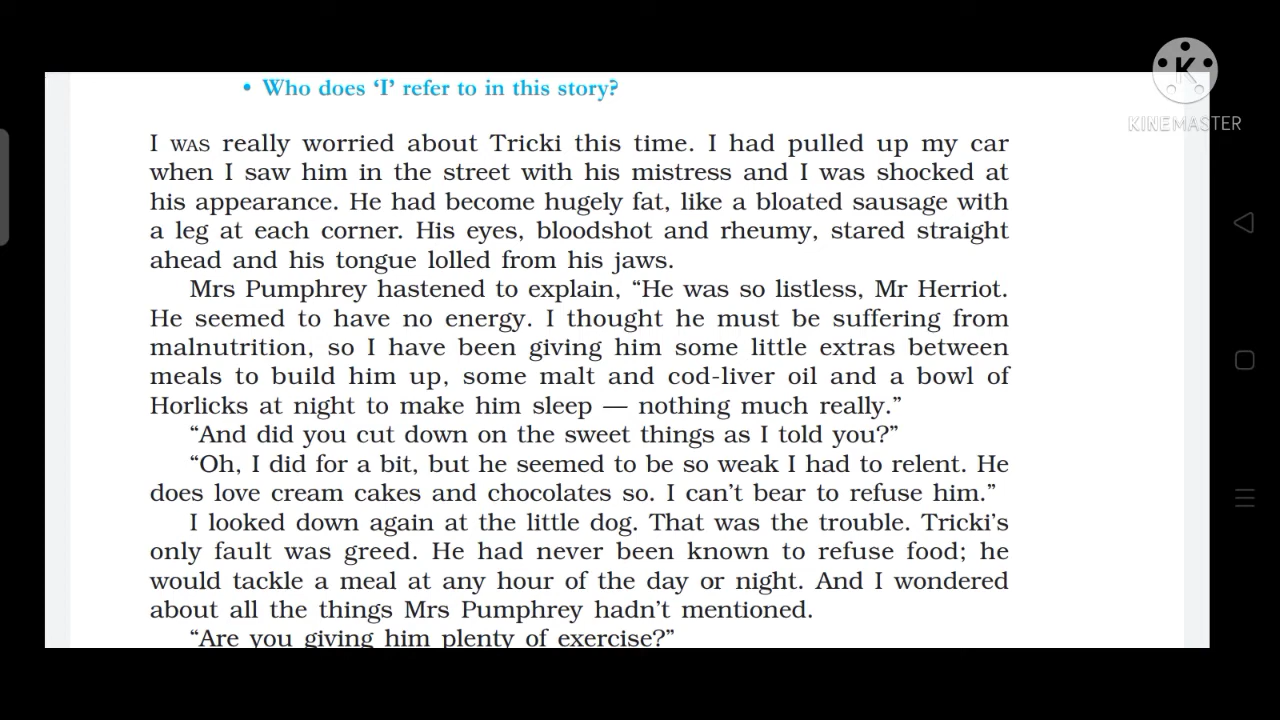 • Who does ‘I’ refer to in this story?
KINEMASTER
I WAS really worried about Tricki this time. I had pulled up my car
when I saw him in the street with his mistress and I was shocked at
his appearance. He had become hugely fat, like a bloated sausage with
a leg at each corner. His eyes, bloodshot and rheumy, stared straight
ahead and his tongue lolled from his jaws.
Mrs Pumphrey hastened to explain, “He was so listless, Mr Herriot.
He seemed to have no energy. I thought he must be suffering from
malnutrition, so I have been giving him some little extras between
meals to build him up, some malt and cod-liver oil and a bowl of
Horlicks at night to make him sleep — nothing much really.”
“And did you cut down on the sweet things as I told you?”
“Oh, I did for a bit, but he seemed to be so weak I had to relent. He
does love cream cakes and chocolates so. I can’t bear to refuse him.”
I looked down again at the little dog. That was the trouble. Tricki’s
only fault was greed. He had never been known to refuse food; he
would tackle a meal at any hour of the day or night. And I wondered
about all the things Mrs Pumphrey hadn’t mentioned.
“Are you giving him plenty of exercise?”